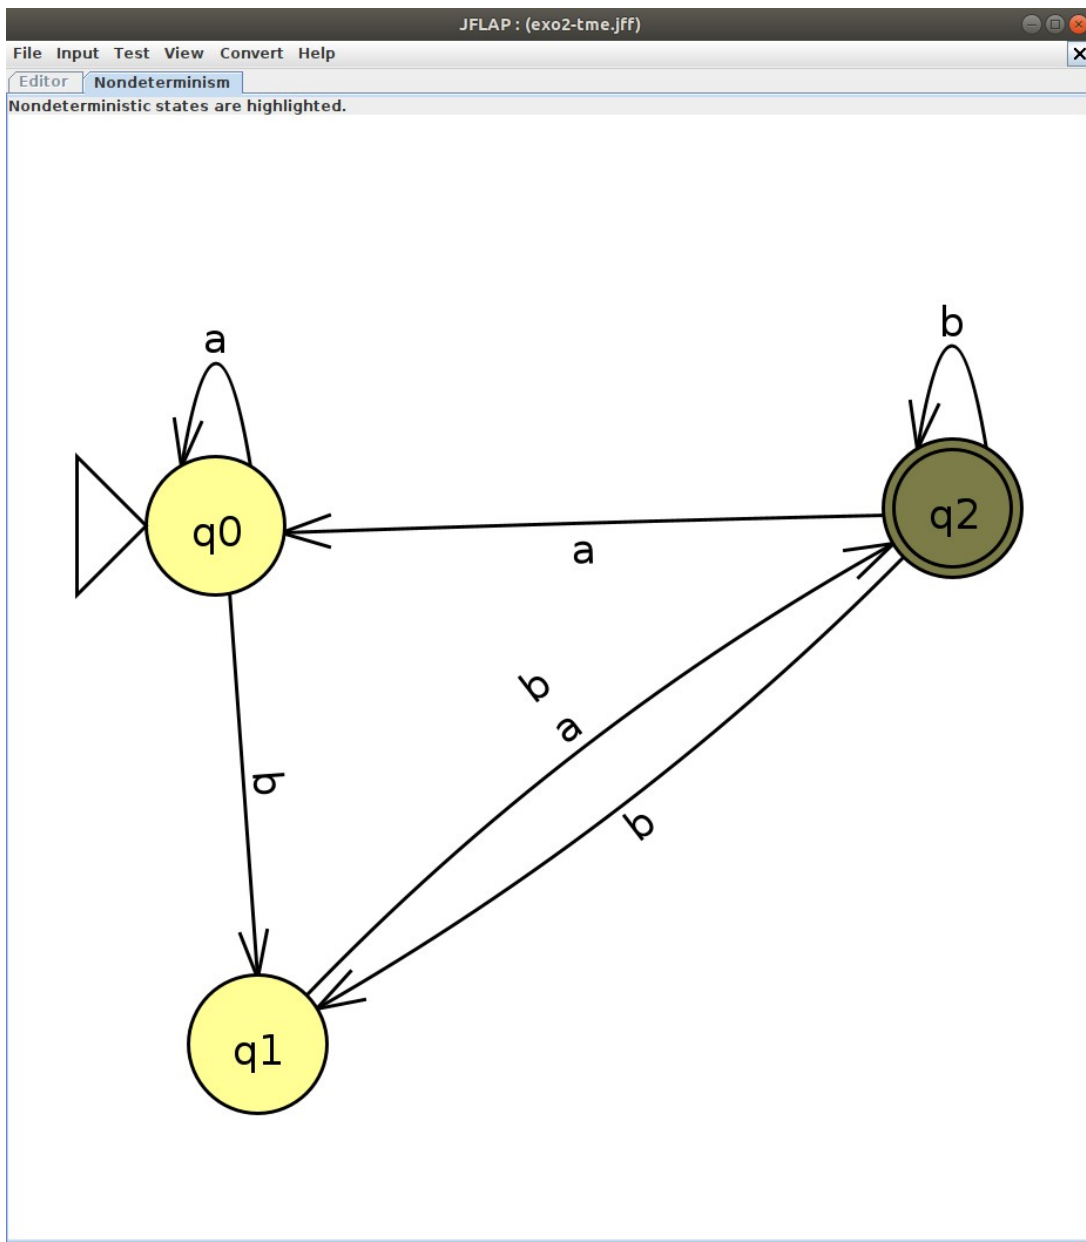 JFLAP : (exo2-tme.jff)
File Input Test View Convert Help
Editor Nondeterminism
Nondeterministic states are highlighted.
b
a
q2
q0
a
b
a
b
b
q1